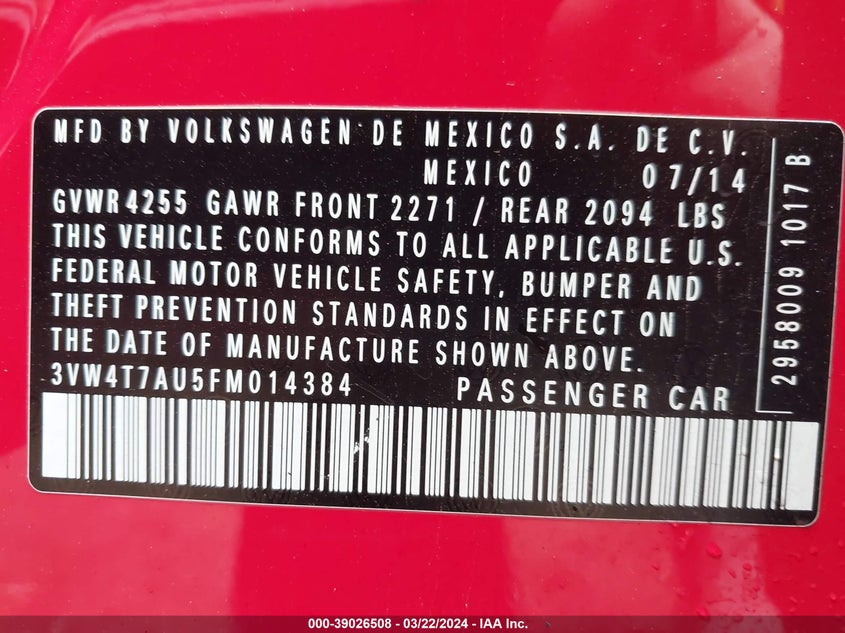 MFD BY VOLKSWAGEN DE MEXICO S.A. DE C.V.
MEXICO 07/14
GVWR 4255 GAWR FRONT 2271 / REAR 2094 LBS
THIS VEHICLE CONFORMS TO ALL APPLICABLE U.S.
FEDERAL MOTOR VEHICLE SAFETY, BUMPER AND
THEFT PREVENTION STANDARDS IN EFFECT ON
THE DATE OF MANUFACTURE SHOWN ABOVE.
3VW4T7AU5FM014384 PASSENGER CAR
2958009 1017 B
000-39026508 - 03/22/2024 - IAA Inc.